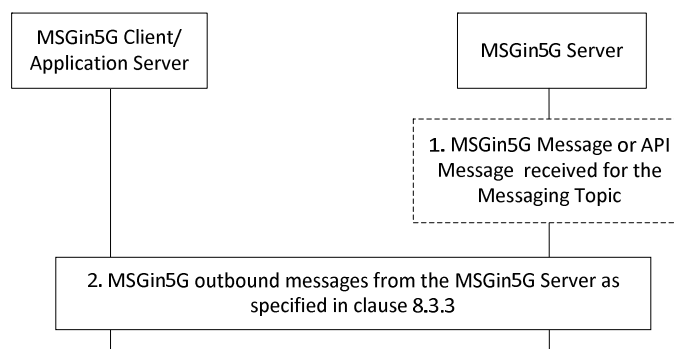 MSGin5G Client/
Application Server
MSGin5G Server
1. MSGin5G Message or API
Message received for the
Messaging Topic
2. MSGin5G outbound messages from the MSGin5G Server as
specified in clause 8.3.3